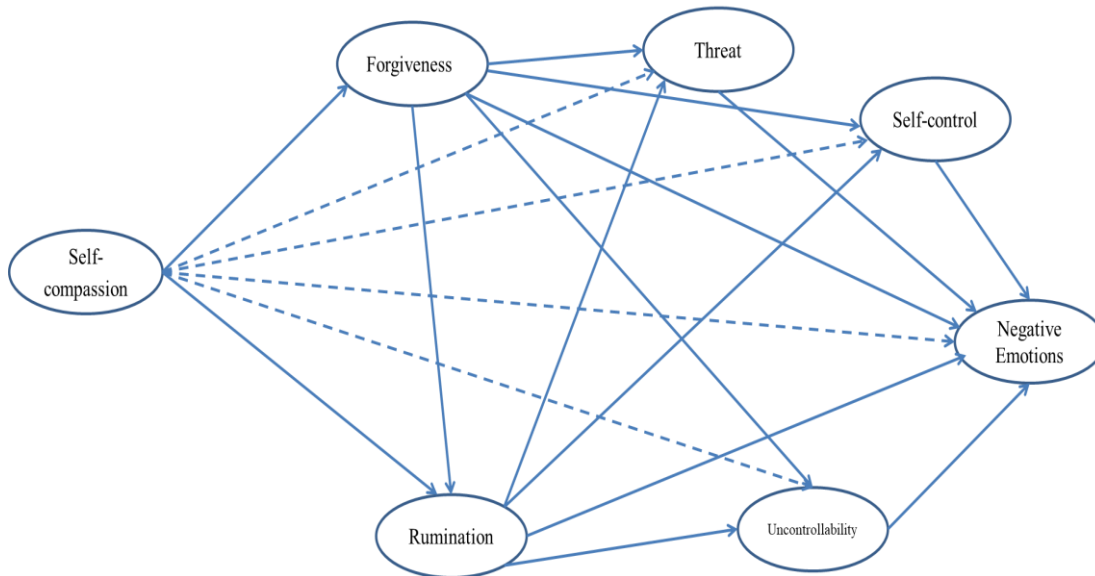 Threat
Forgiveness
Self-control
Self-
compassion
Negative
Emotions
Rumination
Uncontrollability